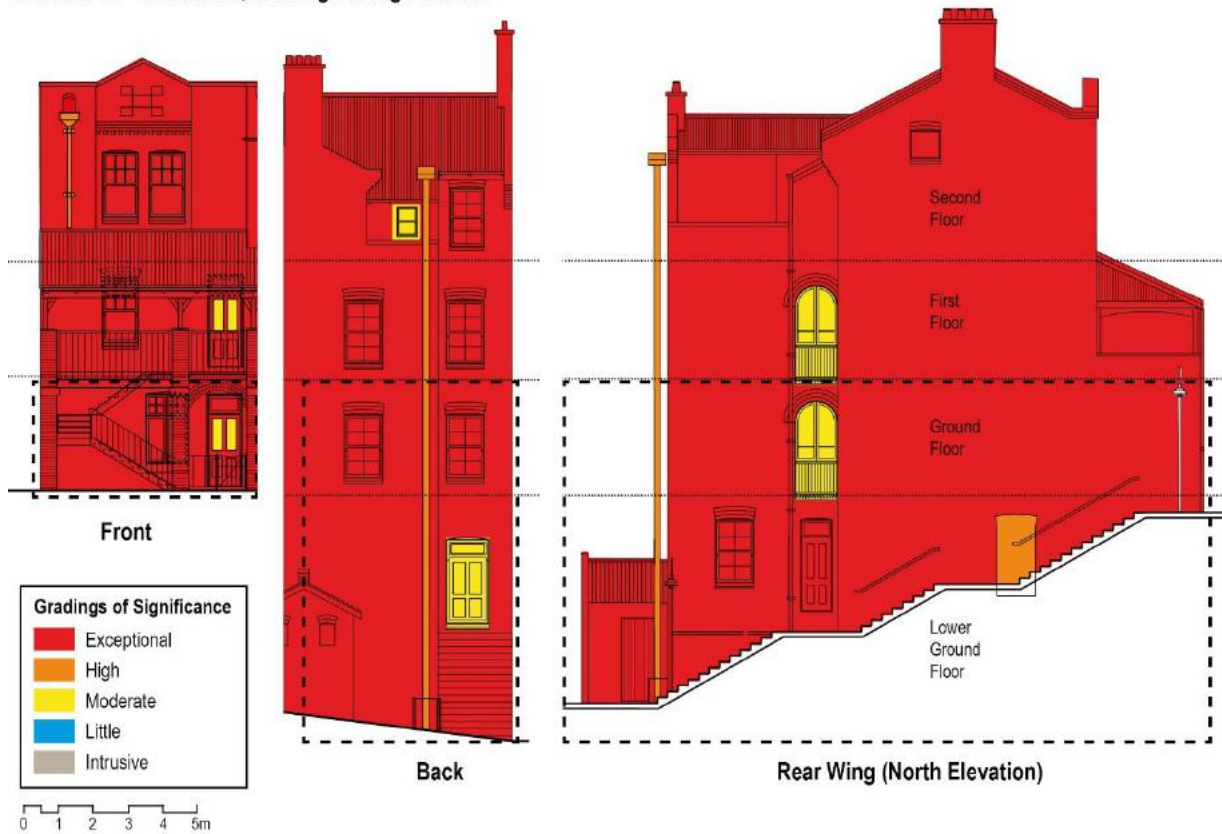 Second
Floor
First
Floor
Ground
Floor
Lower
Ground
Floor
Front
Back
Rear Wing (North Elevation)
Gradings of Significance
Exceptional
High
Moderate
Little
Intrusive
0 1 2 3 4 5m